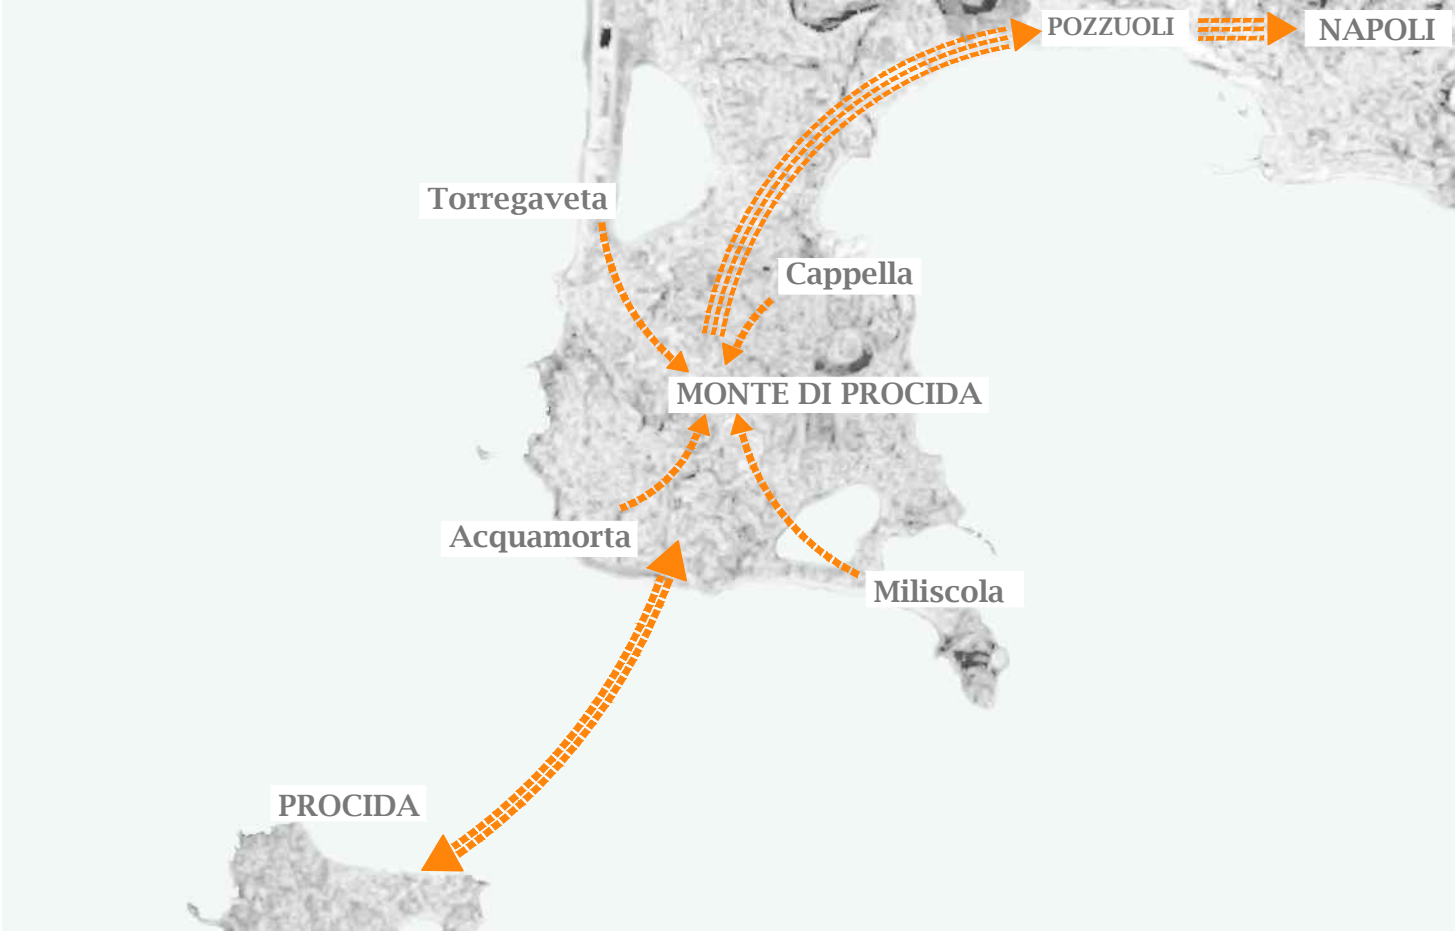 POZZUOLI
NAPOLI
Torregaveta
Cappella
MONTE DI PROCIDA
Acquamorta
Miliscola
PROCIDA